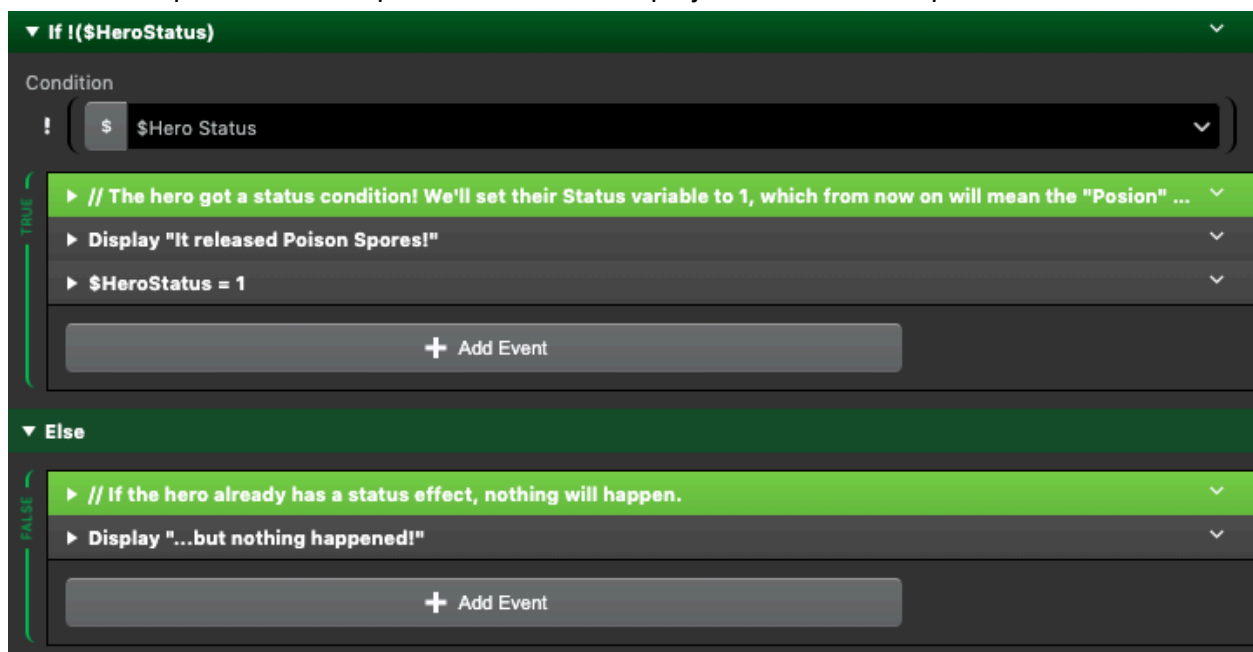 ▼ If !($HeroStatus)
Condition
! ( $ $Hero Status )
TRUE
▶ // The hero got a status condition! We'll set their Status variable to 1, which from now on will mean the "Posion" ...
▶ Display "It released Poison Spores!"
▶ $HeroStatus = 1
+ Add Event
▼ Else
FALSE
▶ // If the hero already has a status effect, nothing will happen.
▶ Display "...but nothing happened!"
+ Add Event